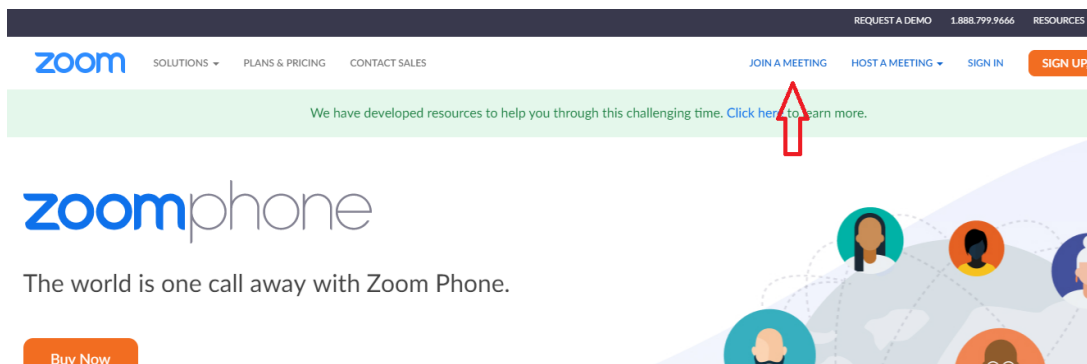 REQUEST A DEMO 1.888.799.9666 RESOURCES
zoom SOLUTIONS PLANS & PRICING CONTACT SALES JOIN A MEETING HOST A MEETING SIGN IN SIGN UP
We have developed resources to help you through this challenging time. Click here to learn more.
zoomphone
The world is one call away with Zoom Phone.
Buy Now